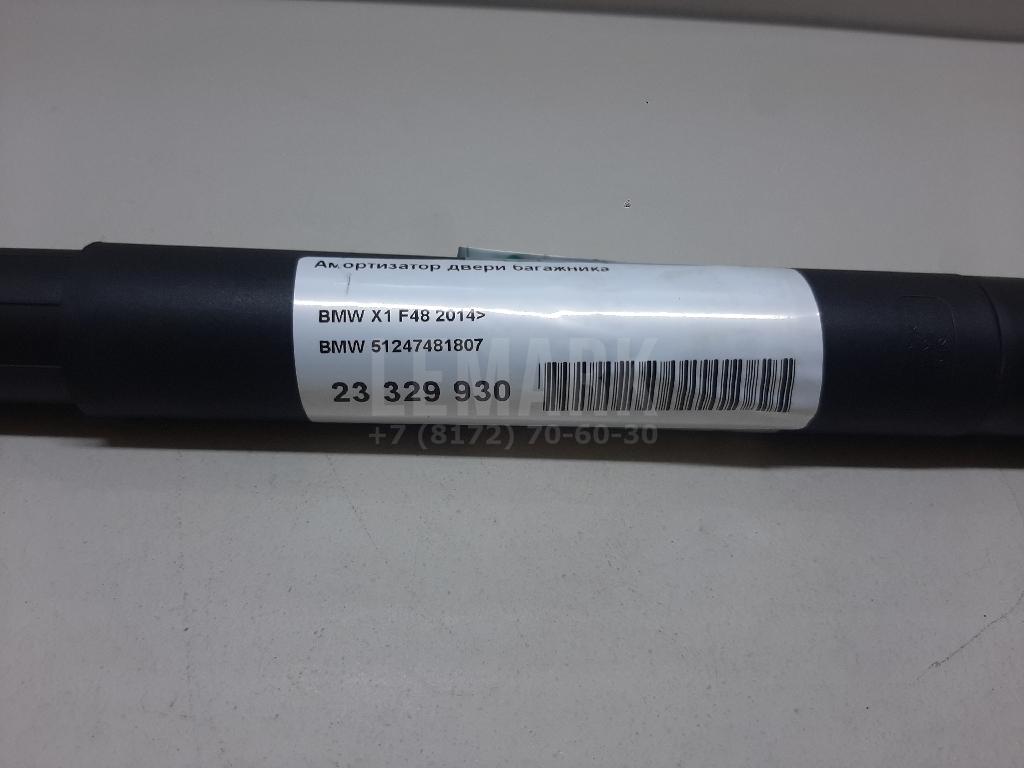 Амортизатор двери багажника
BMW X1 F48 2014>
BMW 51247481807
23 329 930
LEMARK
+7 (8172) 70-60-30